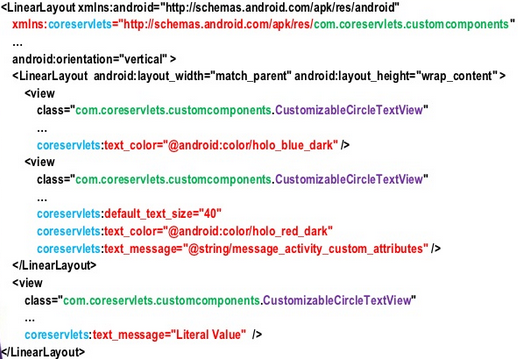 <LinearLayout xmlns:android="http://schemas.android.com/apk/res/android"
xmlns:coreservlets="http://schemas.android.com/apk/res/com.coreservlets.customcomponents"
...
android:orientation="vertical" >
<LinearLayout android:layout_width="match_parent" android:layout_height="wrap_content" >
<view
class="com.coreservlets.customcomponents.CustomizableCircleTextView"
...
coreservlets:text_color="@android:color/holo_blue_dark" />
<view
class="com.coreservlets.customcomponents.CustomizableCircleTextView"
...
coreservlets:default_text_size="40"
coreservlets:text_color="@android:color/holo_red_dark"
coreservlets:text_message="@string/message_activity_custom_attributes" />
</LinearLayout>
<view
class="com.coreservlets.customcomponents.CustomizableCircleTextView"
...
coreservlets:text_message="Literal Value" />
</LinearLayout>